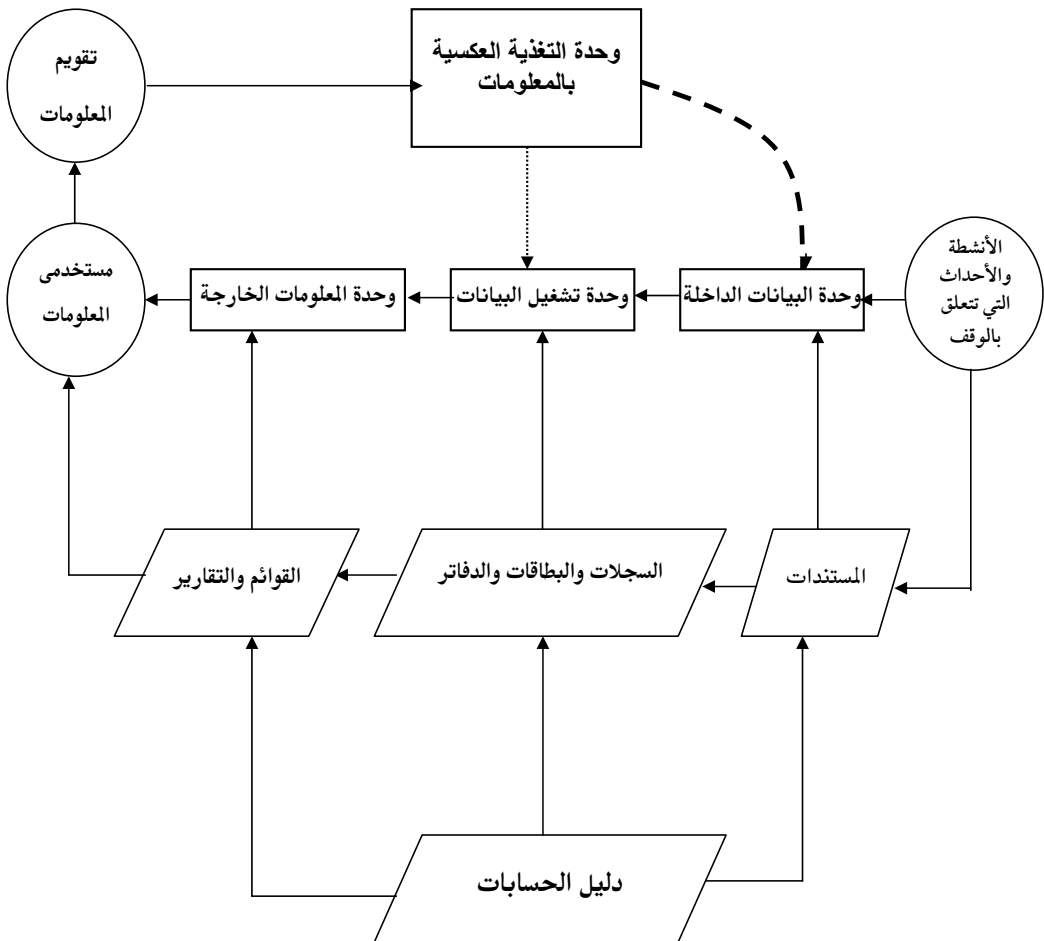 تقويم
المعلومات
وحدة التغذية العكسية
بالمعلومات
الأنشطة
والأحداث
التي تتعلق
بالوقف
وحدة البيانات الداخلة
وحدة تشغيل البيانات
وحدة المعلومات الخارجة
مستخدمى
المعلومات
المستندات
السجلات والبطاقات والدفاتر
القوائم والتقارير
دليل الحسابات